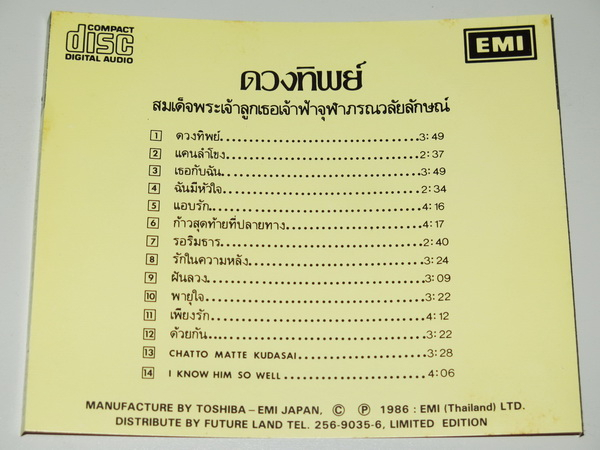 COMPACT
disc
DIGITAL AUDIO
EMI
ดวงทิพย์
สมเด็จพระเจ้าลูกเธอเจ้าฟ้าจุฬาภรณวลัยลักษณ์
1 ดวงทิพย์ 3:49
2 แคนลำโขง 2:37
3 เธอกับฉัน 3:49
4 ฉันมีหัวใจ 2:34
5 แอบรัก 4:16
6 ก้าวสุดท้ายที่ปลายทาง 4:17
7 รอริมธาร 2:40
8 รักในความหลัง 3:24
9 ฝันลวง 3:09
10 พายุใจ 3:22
11 เพียงรัก 4:12
12 ด้วยกัน 3:22
13 CHATTO MATTE KUDASAI 3:28
14 I KNOW HIM SO WELL 4:06
MANUFACTURE BY TOSHIBA – EMI JAPAN, © ℗ 1986 : EMI (Thailand) LTD.
DISTRIBUTE BY FUTURE LAND TEL. 256-9035-6, LIMITED EDITION